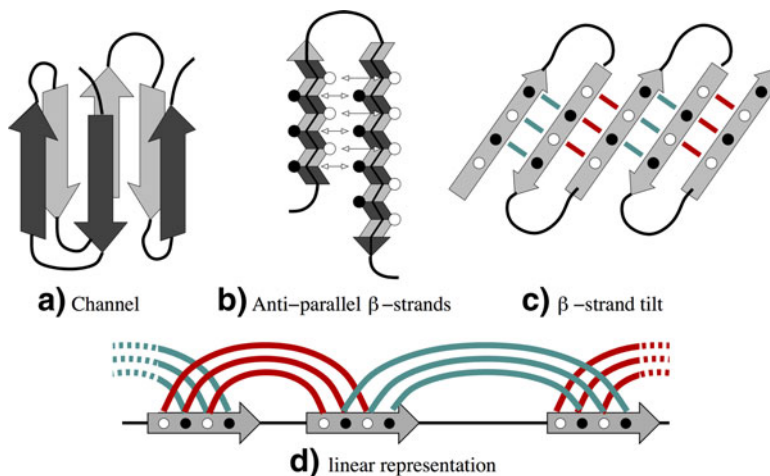 a) Channel
b) Anti-parallel β-strands
c) β-strand tilt
d) linear representation